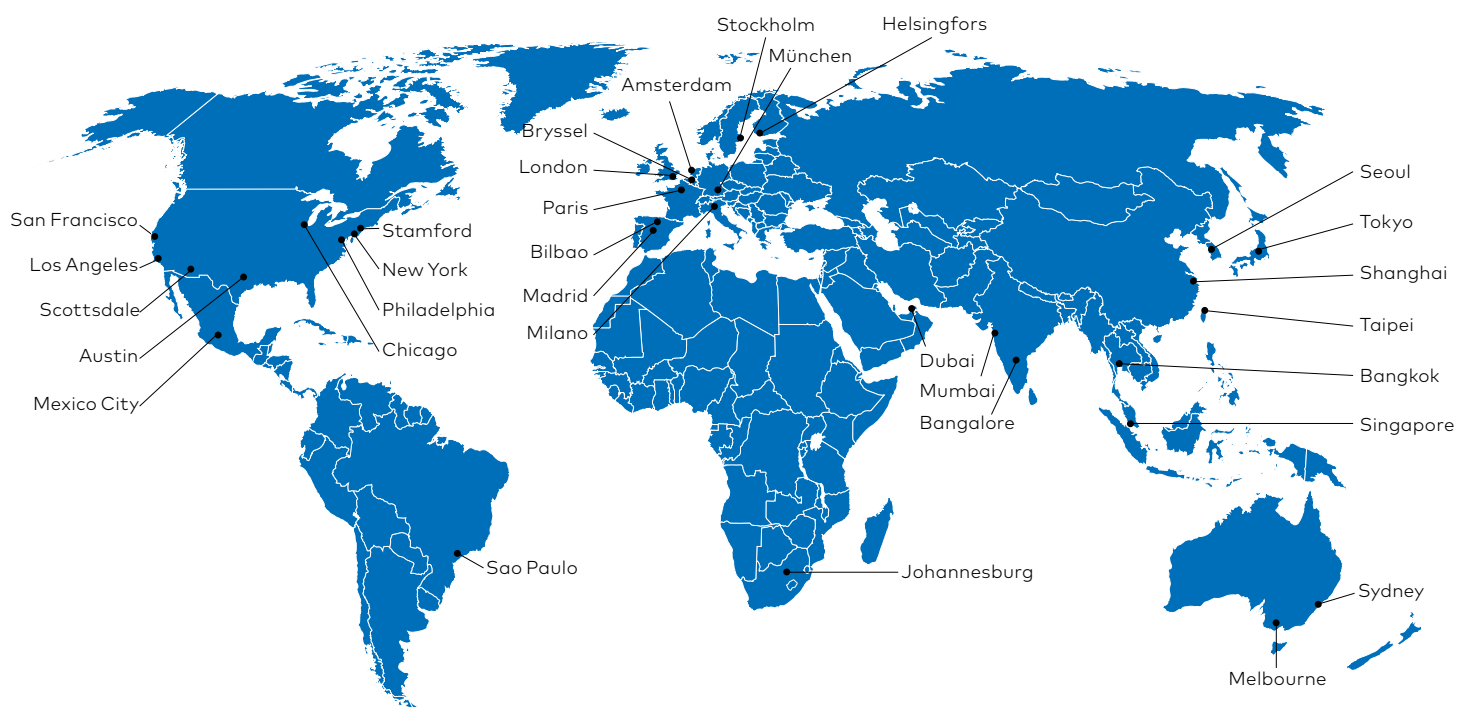 Stockholm
Helsingfors
München
Amsterdam
Bryssel
London
Paris
Bilbao
Madrid
Milano
San Francisco
Los Angeles
Scottsdale
Austin
Mexico City
Stamford
New York
Philadelphia
Chicago
Sao Paulo
Dubai
Mumbai
Bangalore
Johannesburg
Seoul
Tokyo
Shanghai
Taipei
Bangkok
Singapore
Sydney
Melbourne